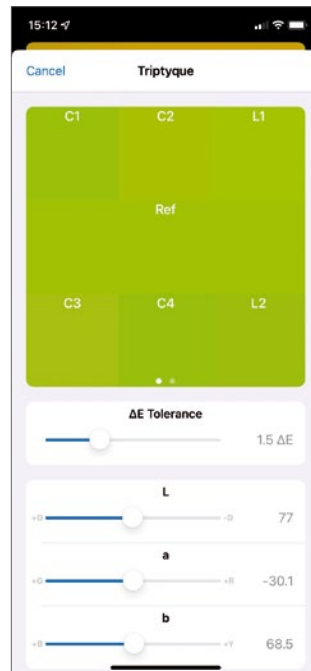 15:12
Cancel Triptyque
C1 C2 L1
Ref
C3 C4 L2
ΔE Tolerance
1.5 ΔE
L
+D -D 77
a
+G +R -30.1
b
+B +Y 68.5